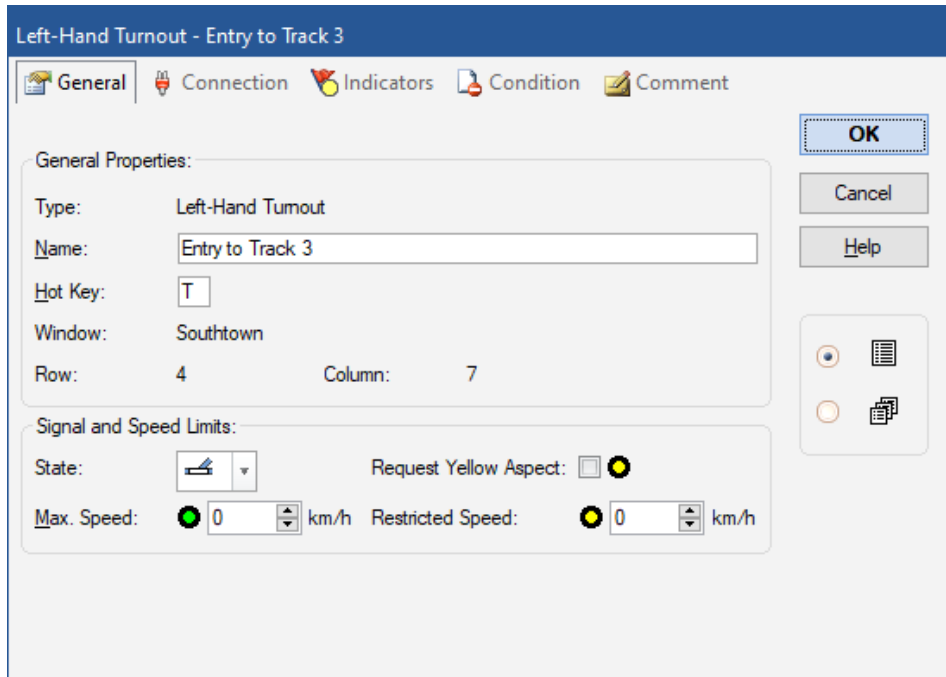 Left-Hand Turnout - Entry to Track 3
General Connection Indicators Condition Comment
OK
General Properties:
Cancel
Type: Left-Hand Turnout
Name: Entry to Track 3
Help
Hot Key: T
Window: Southtown
Row: 4 Column: 7
Signal and Speed Limits:
State: Request Yellow Aspect:
Max. Speed: 0 km/h Restricted Speed: 0 km/h